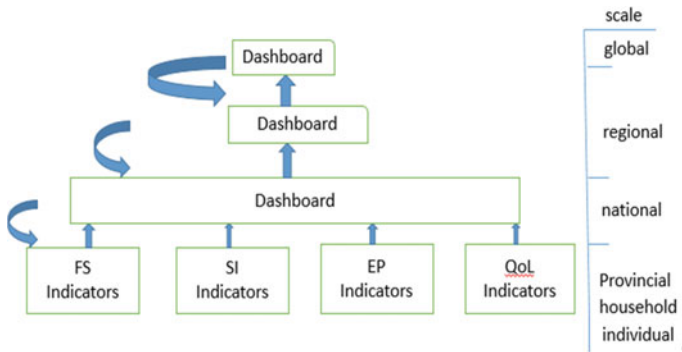 scale
Dashboard
global
Dashboard
regional
Dashboard
national
FS
Indicators
SI
Indicators
EP
Indicators
QoL
Indicators
Provincial
household
individual